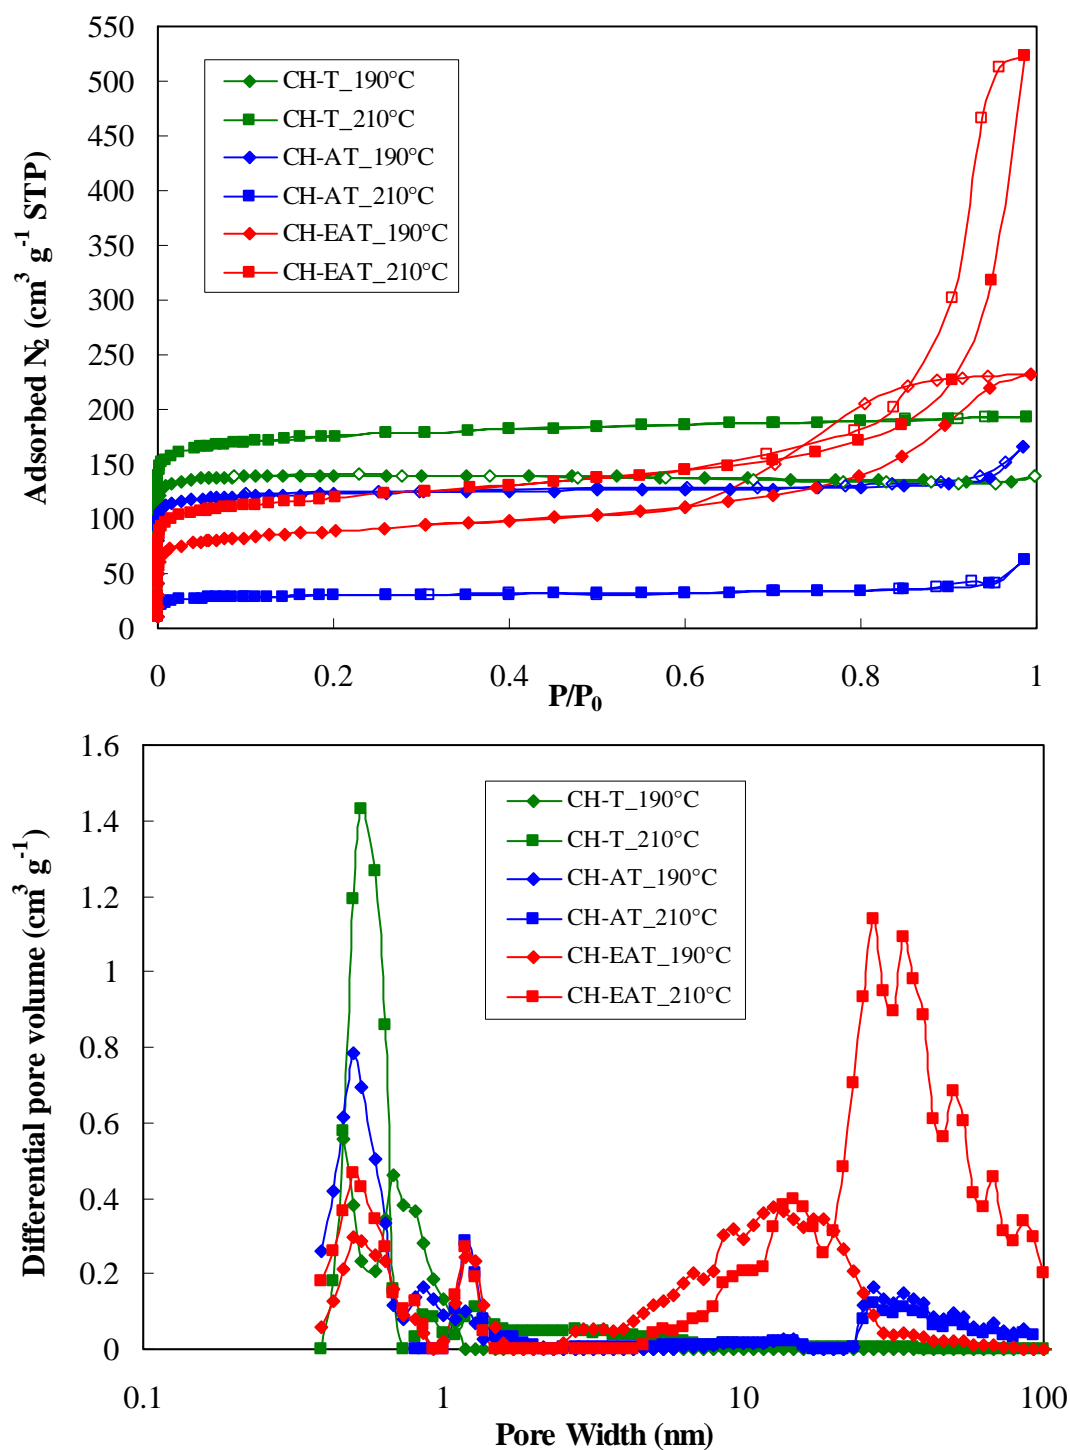 550
500
450
400
350
300
250
200
150
100
50
0
Adsorbed N2 (cm3 g-1 STP)
CH-T_190°C
CH-T_210°C
CH-AT_190°C
CH-AT_210°C
CH-EAT_190°C
CH-EAT_210°C
0 0.2 0.4 0.6 0.8 1
P/P0
1.6
1.4
1.2
1
0.8
0.6
0.4
0.2
0
Differential pore volume (cm3 g-1)
CH-T_190°C
CH-T_210°C
CH-AT_190°C
CH-AT_210°C
CH-EAT_190°C
CH-EAT_210°C
0.1 1 10 100
Pore Width (nm)